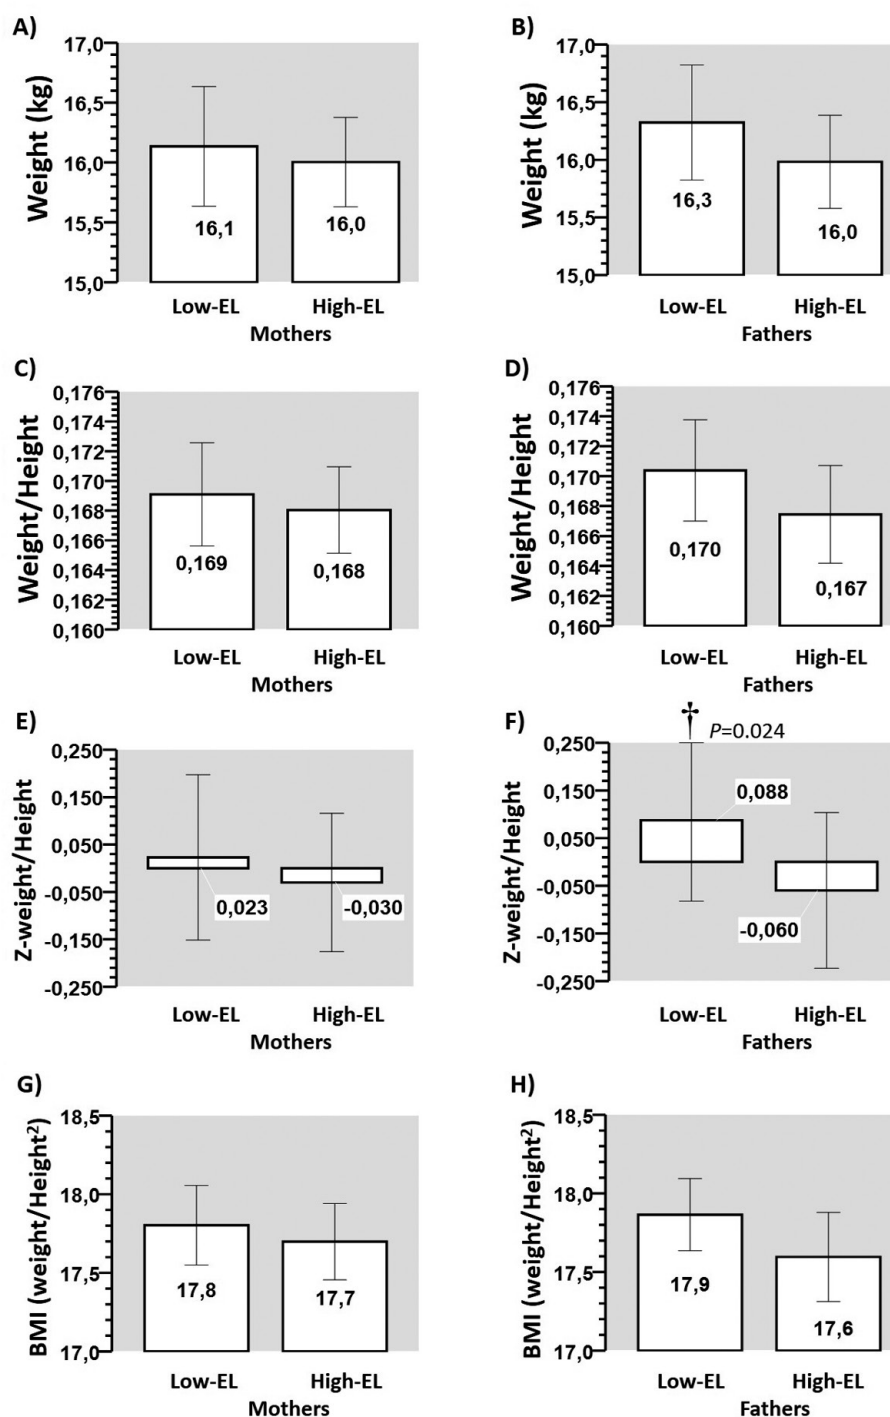 A)
Weight (kg)
17,0
16,5
16,0
15,5
15,0
16,1
16,0
Low-EL High-EL
Mothers
B)
Weight (kg)
17,0
16,5
16,0
15,5
15,0
16,3
16,0
Low-EL High-EL
Fathers
C)
Weight/Height
0,176
0,174
0,172
0,170
0,168
0,166
0,164
0,162
0,160
0,169
0,168
Low-EL High-EL
Mothers
D)
Weight/Height
0,176
0,174
0,172
0,170
0,168
0,166
0,164
0,162
0,160
0,170
0,167
Low-EL High-EL
Fathers
E)
Z-weight/Height
0,250
0,150
0,050
-0,050
-0,150
-0,250
0,023
-0,030
Low-EL High-EL
Mothers
F)
† P=0.024
Z-weight/Height
0,250
0,150
0,050
-0,050
-0,150
-0,250
0,088
-0,060
Low-EL High-EL
Fathers
G)
BMI (weight/Height²)
18,5
18,0
17,5
17,0
17,8
17,7
Low-EL High-EL
Mothers
H)
BMI (weight/Height²)
18,5
18,0
17,5
17,0
17,9
17,6
Low-EL High-EL
Fathers